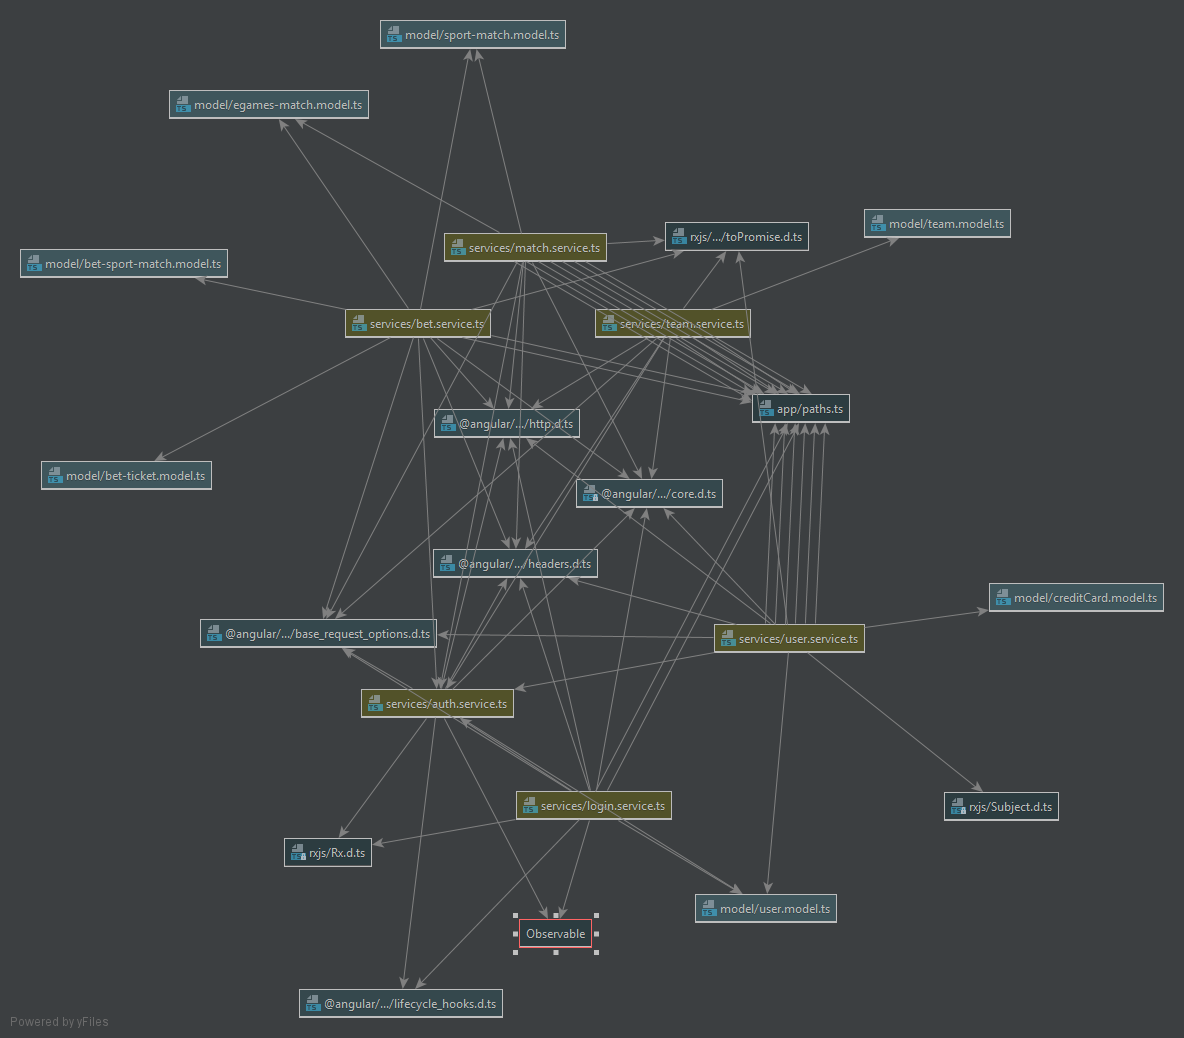 model/sport-match.model.ts
model/egames-match.model.ts
model/team.model.ts
rxjs/.../toPromise.d.ts
services/match.service.ts
model/bet-sport-match.model.ts
services/bet.service.ts
services/team.service.ts
app/paths.ts
@angular/.../http.d.ts
model/bet-ticket.model.ts
@angular/.../core.d.ts
@angular/.../headers.d.ts
model/creditCard.model.ts
@angular/.../base_request_options.d.ts
services/user.service.ts
services/auth.service.ts
services/login.service.ts
rxjs/Subject.d.ts
rxjs/Rx.d.ts
model/user.model.ts
Observable
@angular/.../lifecycle_hooks.d.ts
Powered by yFiles